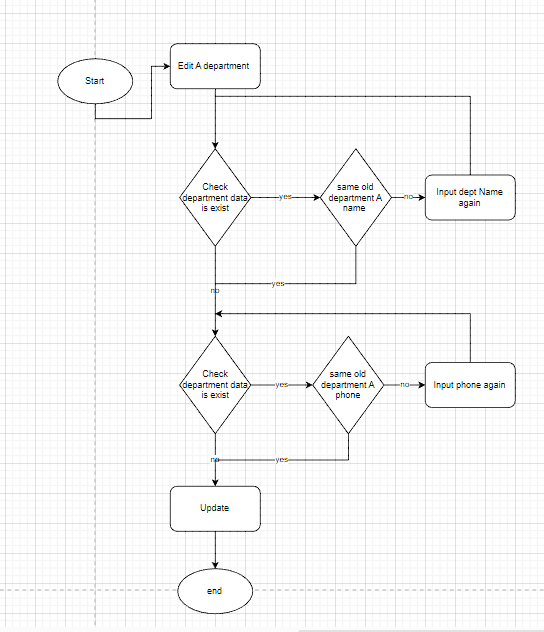 Edit A department
Start
Check
department data
is exist
yes
same old
department A
name
no
Input dept Name
again
yes
no
Check
department data
is exist
yes
same old
department A
phone
no
Input phone again
no
yes
Update
end